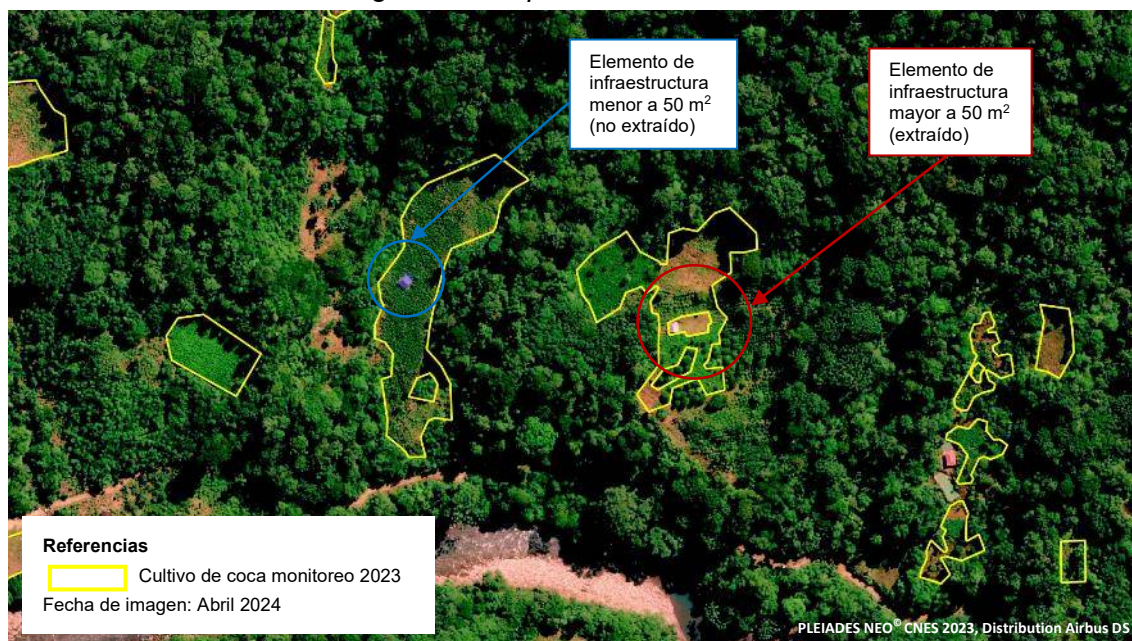 Elemento de
infraestructura
menor a 50 m²
(no extraído)
Elemento de
infraestructura
mayor a 50 m²
(extraído)
Referencias
Cultivo de coca monitoreo 2023
Fecha de imagen: Abril 2024
PLEIADES NEO© CNES 2023, Distribution Airbus DS